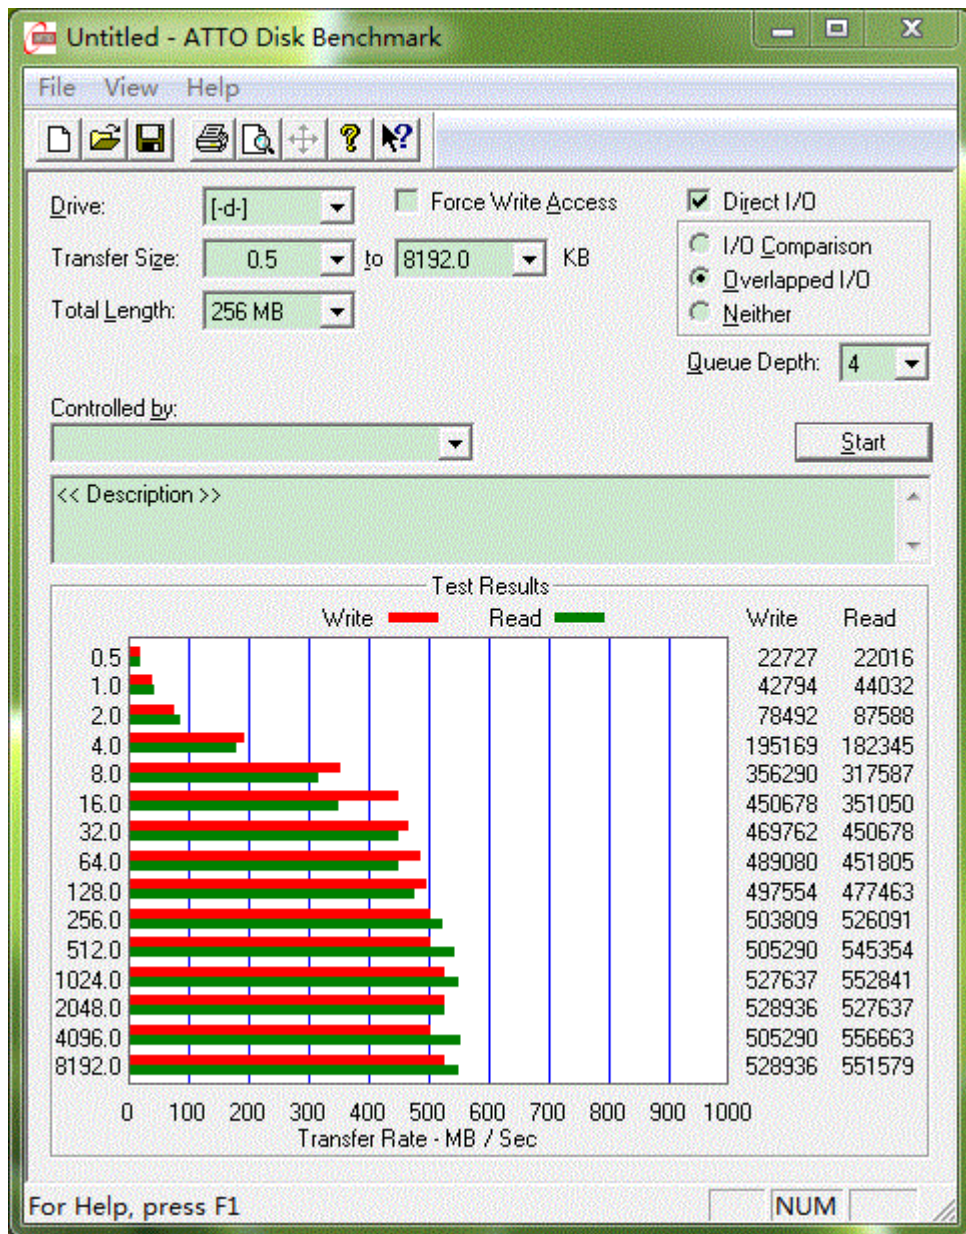 Untitled - ATTO Disk Benchmark
File View Help
Drive: [-d-] Force Write Access Direct I/O
Transfer Size: 0.5 to 8192.0 KB I/O Comparison
Overlapped I/O
Total Length: 256 MB Neither
Queue Depth: 4
Controlled by:
Start
<< Description >>
Test Results
Write Read Write Read
0.5 22727 22016
1.0 42794 44032
2.0 78492 87588
4.0 195169 182345
8.0 356290 317587
16.0 450678 351050
32.0 469762 450678
64.0 489080 451805
128.0 497554 477463
256.0 503809 526091
512.0 505290 545354
1024.0 527637 552841
2048.0 528936 527637
4096.0 505290 556663
8192.0 528936 551579
0 100 200 300 400 500 600 700 800 900 1000
Transfer Rate - MB / Sec
For Help, press F1 NUM